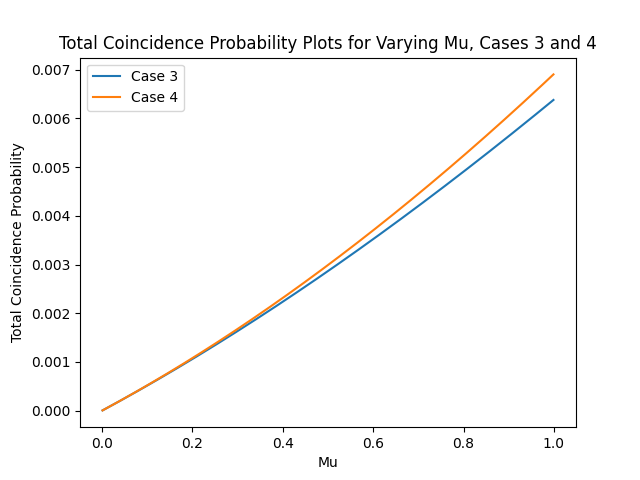 Total Coincidence Probability Plots for Varying Mu, Cases 3 and 4
Case 3
Case 4
Total Coincidence Probability
0.007
0.006
0.005
0.004
0.003
0.002
0.001
0.000
0.0 0.2 0.4 0.6 0.8 1.0
Mu